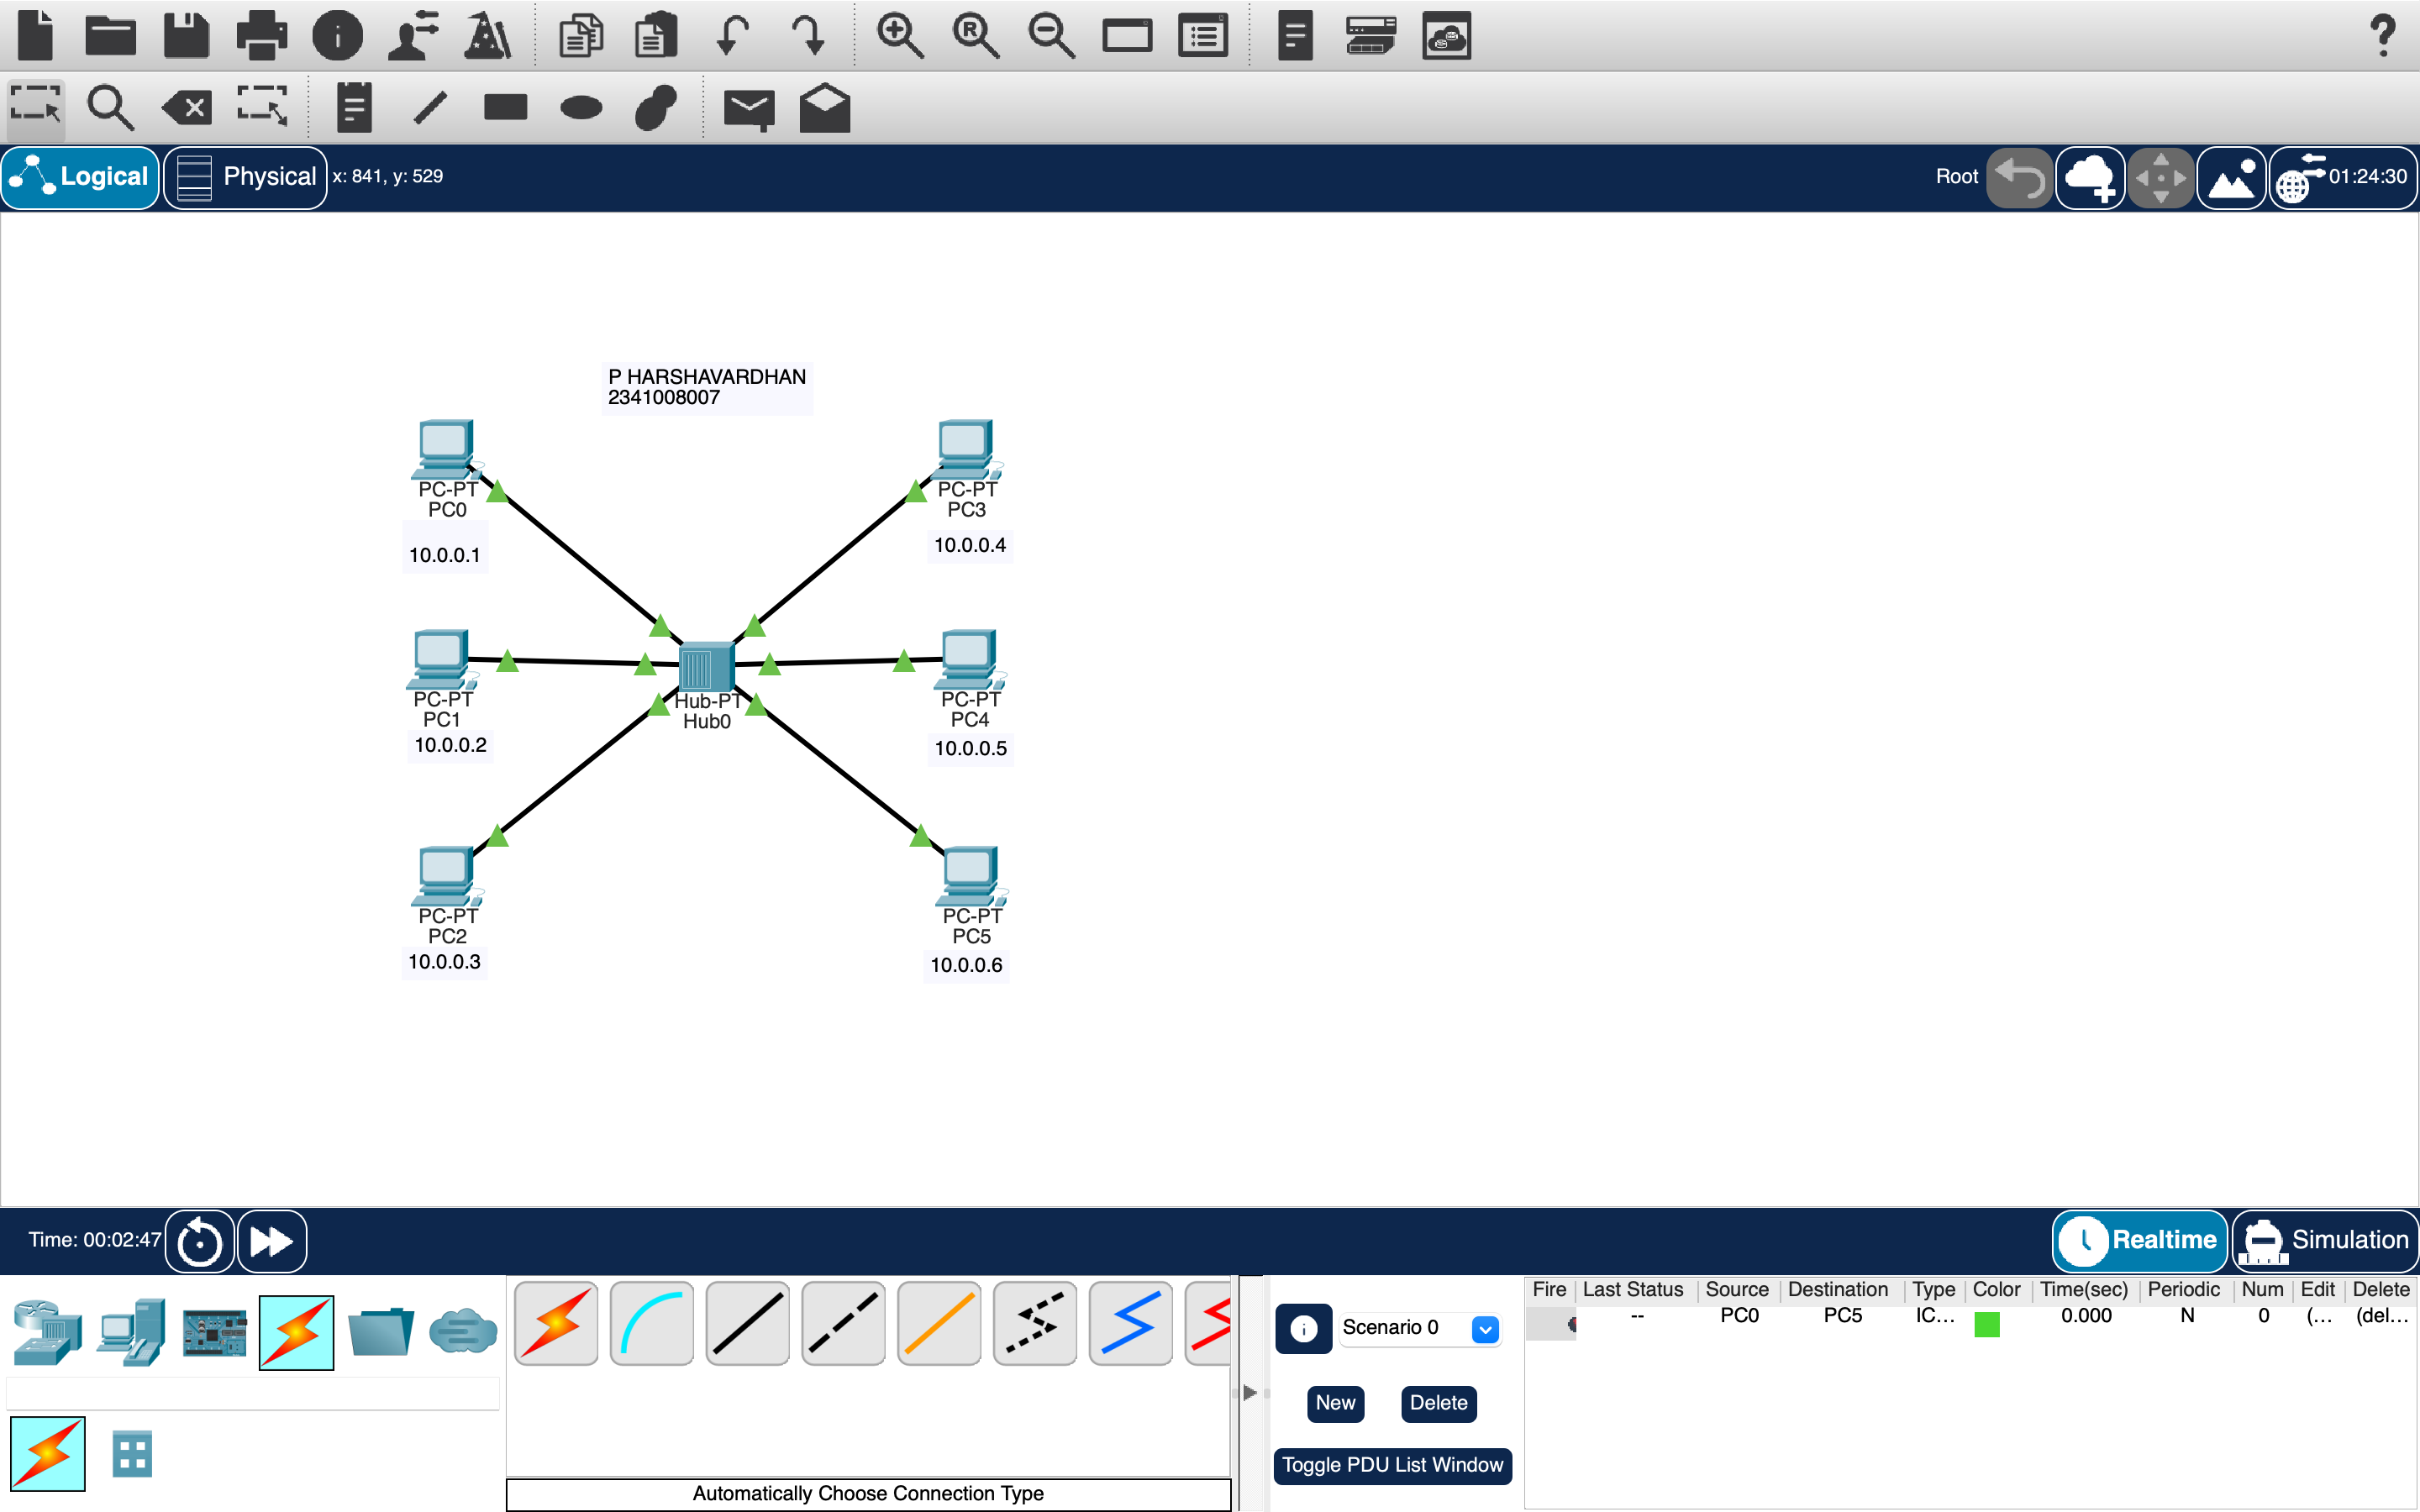 Logical
Physical
x: 841, y: 529
Root
01:24:30
P HARSHAVARDHAN
2341008007
PC-PT
PC0
10.0.0.1
PC-PT
PC3
10.0.0.4
PC-PT
PC1
10.0.0.2
Hub-PT
Hub0
PC-PT
PC4
10.0.0.5
PC-PT
PC2
10.0.0.3
PC-PT
PC5
10.0.0.6
Time: 00:02:47
Realtime
Simulation
Scenario 0
New
Delete
Toggle PDU List Window
Fire Last Status Source Destination Type Color Time(sec) Periodic Num Edit Delete
-- PC0 PC5 IC... 0.000 N 0 (... (del...
Automatically Choose Connection Type